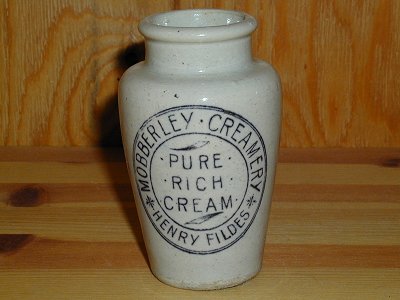 MOBBERLEY · CREAMERY
· PURE ·
RICH
CREAM
* HENRY FILDES *